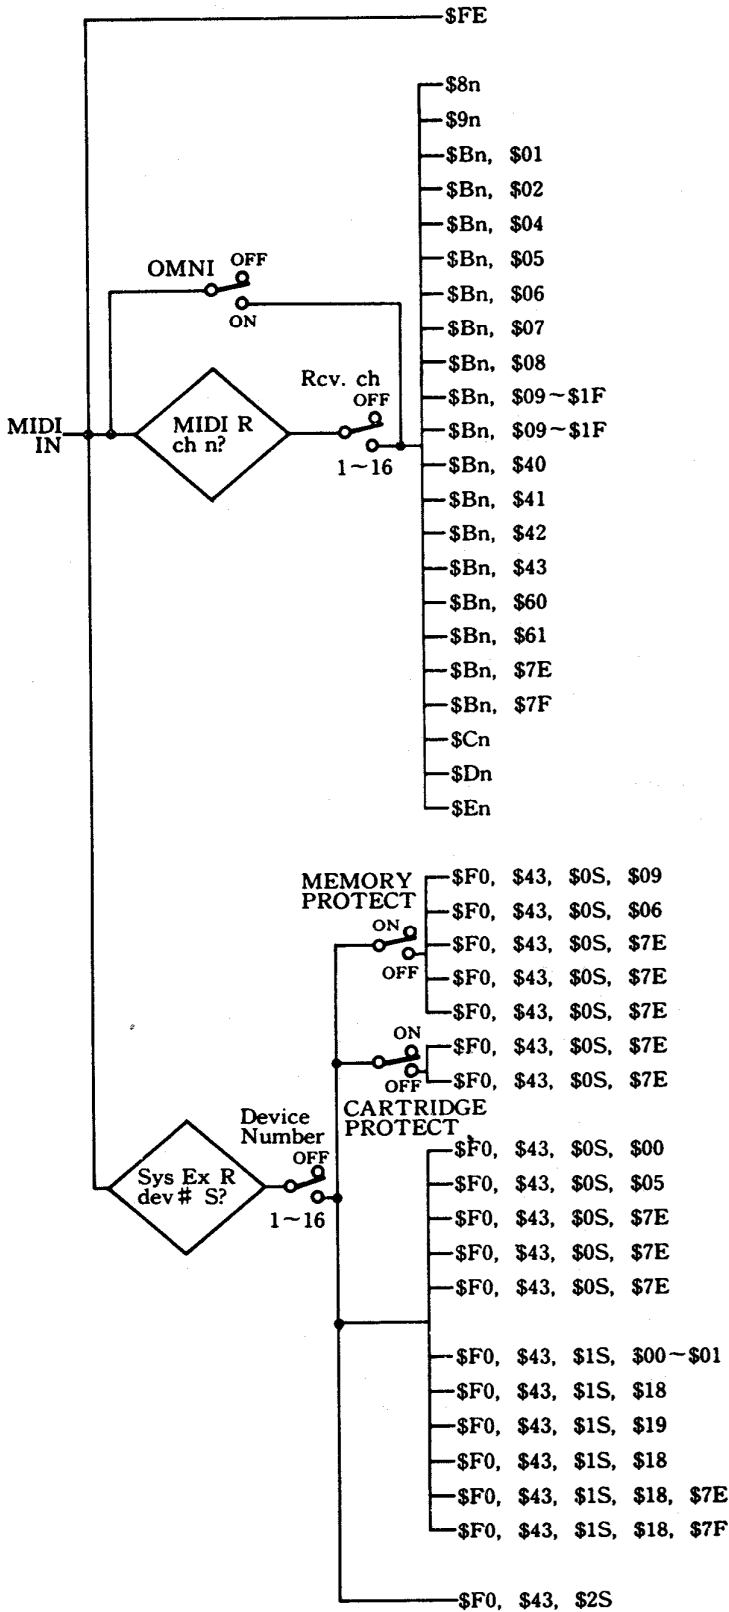 $FE
$8n
$9n
$Bn, $01
$Bn, $02
$Bn, $04
$Bn, $05
$Bn, $06
$Bn, $07
$Bn, $08
$Bn, $09~$1F
$Bn, $09~$1F
$Bn, $40
$Bn, $41
$Bn, $42
$Bn, $43
$Bn, $60
$Bn, $61
$Bn, $7E
$Bn, $7F
$Cn
$Dn
$En
OMNI
OFF
ON
Rcv. ch
OFF
1~16
MIDI
IN
MIDI R
ch n?
MEMORY
PROTECT
ON
OFF
$F0, $43, $0S, $09
$F0, $43, $0S, $06
$F0, $43, $0S, $7E
$F0, $43, $0S, $7E
$F0, $43, $0S, $7E
ON
OFF
$F0, $43, $0S, $7E
$F0, $43, $0S, $7E
CARTRIDGE
PROTECT
Device
Number
OFF
1~16
Sys Ex R
dev# S?
$F0, $43, $0S, $00
$F0, $43, $0S, $05
$F0, $43, $0S, $7E
$F0, $43, $0S, $7E
$F0, $43, $0S, $7E
$F0, $43, $1S, $00~$01
$F0, $43, $1S, $18
$F0, $43, $1S, $19
$F0, $43, $1S, $18
$F0, $43, $1S, $18, $7E
$F0, $43, $1S, $18, $7F
$F0, $43, $2S